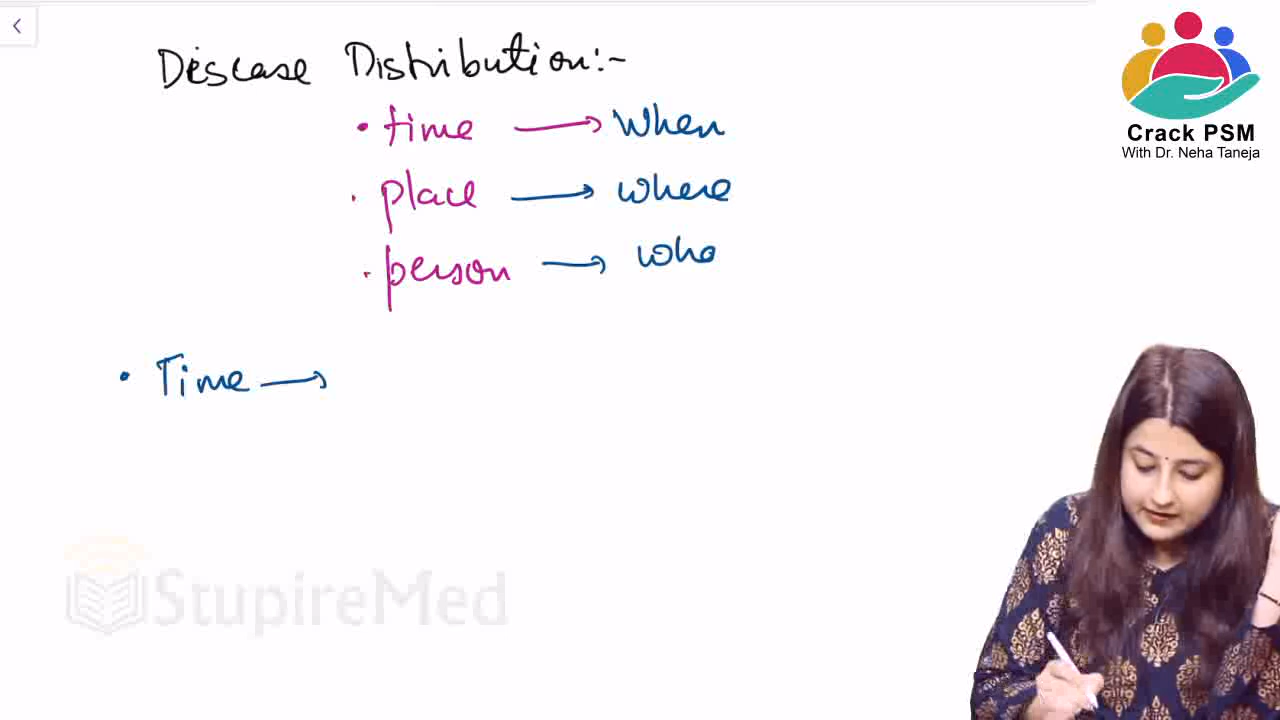 Disease Distribution:-
• time → When
• place → where
• person → who
• Time →
Crack PSM
With Dr. Neha Taneja
StupireMed